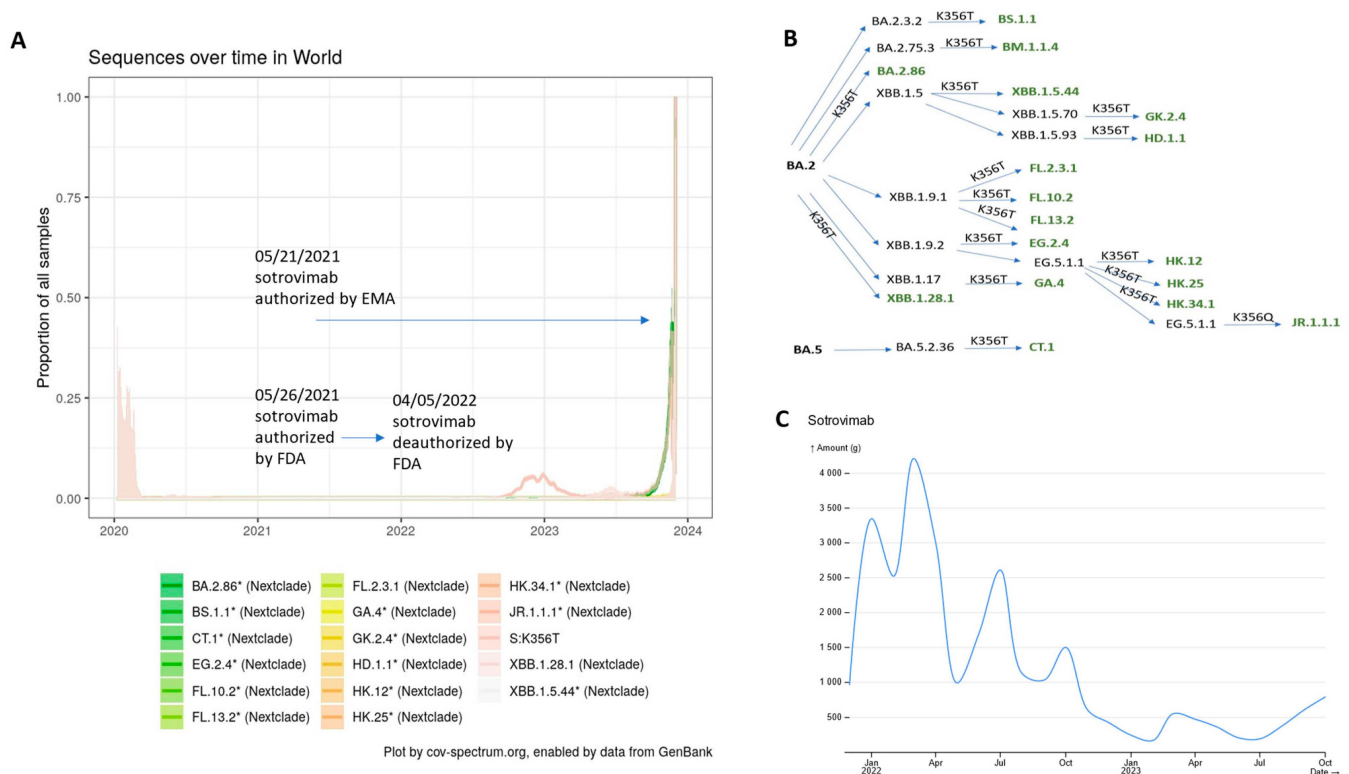 A
Sequences over time in World
1.00
0.75
0.50
0.25
0.00
Proportion of all samples
05/21/2021
sotrovimab
authorized by EMA
05/26/2021
sotrovimab
authorized
by FDA
04/05/2022
sotrovimab
deauthorized by
FDA
2020
2021
2022
2023
2024
BA.2.86* (Nextclade)
BS.1.1* (Nextclade)
CT.1* (Nextclade)
EG.2.4* (Nextclade)
FL.10.2* (Nextclade)
FL.13.2* (Nextclade)
FL.2.3.1
GA.4* (Nextclade)
GK.2.4* (Nextclade)
HD.1.1* (Nextclade)
HK.12* (Nextclade)
HK.25* (Nextclade)
HK.34.1* (Nextclade)
JR.1.1.1* (Nextclade)
S:K356T
XBB.1.28.1 (Nextclade)
XBB.1.5.44* (Nextclade)
Plot by cov-spectrum.org, enabled by data from GenBank
B
BA.2.3.2 K356T BS.1.1
BA.2.75.3 K356T BM.1.1.4
BA.2.86
K356T
XBB.1.5 K356T XBB.1.5.44
XBB.1.5.70 K356T GK.2.4
XBB.1.5.93 K356T HD.1.1
BA.2
K356T FL.2.3.1
XBB.1.9.1 K356T FL.10.2
K356T FL.13.2
K356T
XBB.1.9.2 K356T EG.2.4
EG.5.1.1 K356T HK.12
XBB.1.17 K356T GA.4
K356T HK.25
XBB.1.28.1
K356T HK.34.1
EG.5.1.1 K356Q JR.1.1.1
BA.5 BA.5.2.36 K356T CT.1
C
Sotrovimab
↑ Amount (g)
4 000
3 500
3 000
2 500
2 000
1 500
1 000
500
Jan
2022
Apr
Jul
Oct
Jan
2023
Apr
Jul
Oct
Date →